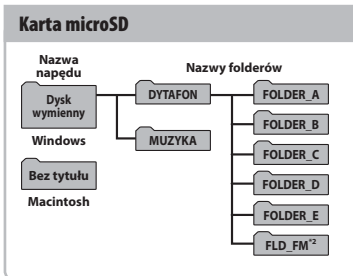 Karta microSD
Nazwa
napędu
Nazwy folderów
Dysk
wymienny
Windows
DYTAFON
MUZYKA
FOLDER_A
FOLDER_B
FOLDER_C
FOLDER_D
FOLDER_E
FLD_FM*2
Bez tytułu
Macintosh